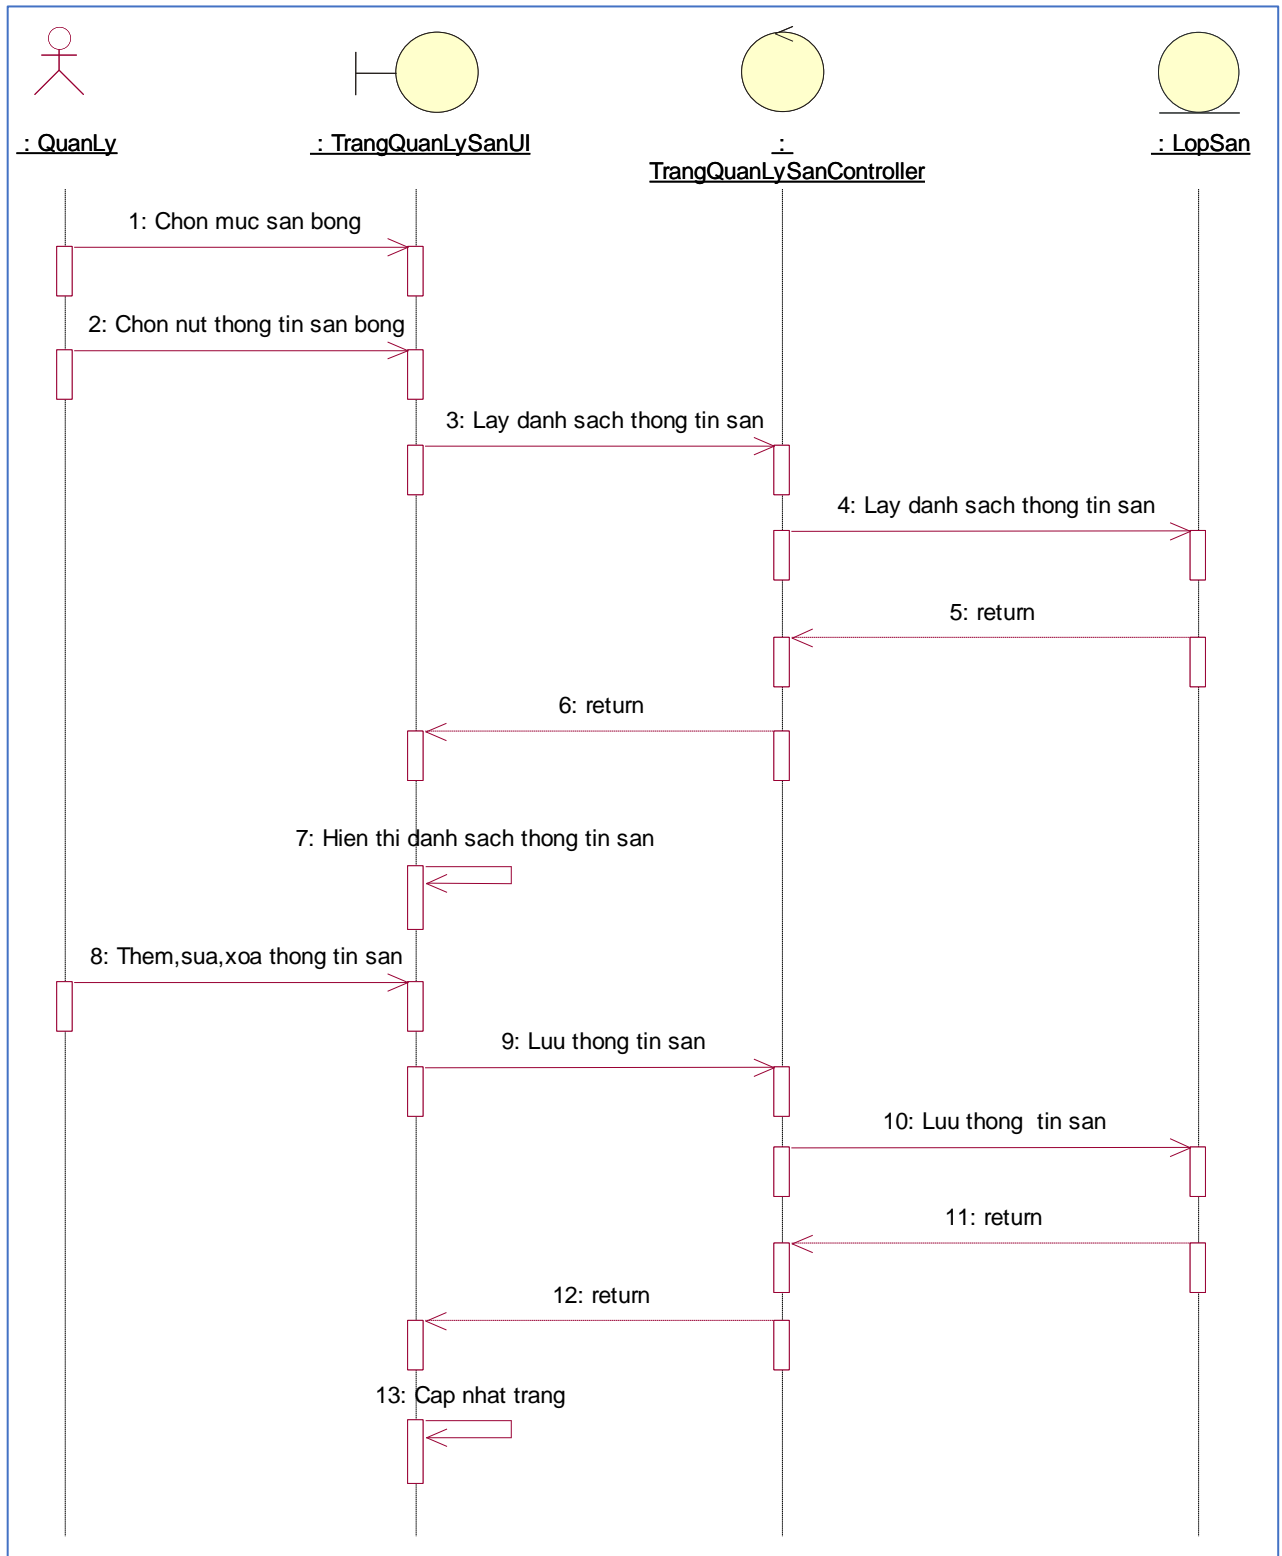 : QuanLy
: TrangQuanLySanUI
:
TrangQuanLySanController
: LopSan
1: Chon muc san bong
2: Chon nut thong tin san bong
3: Lay danh sach thong tin san
4: Lay danh sach thong tin san
5: return
6: return
7: Hien thi danh sach thong tin san
8: Them,sua,xoa thong tin san
9: Luu thong tin san
10: Luu thong  tin san
11: return
12: return
13: Cap nhat trang